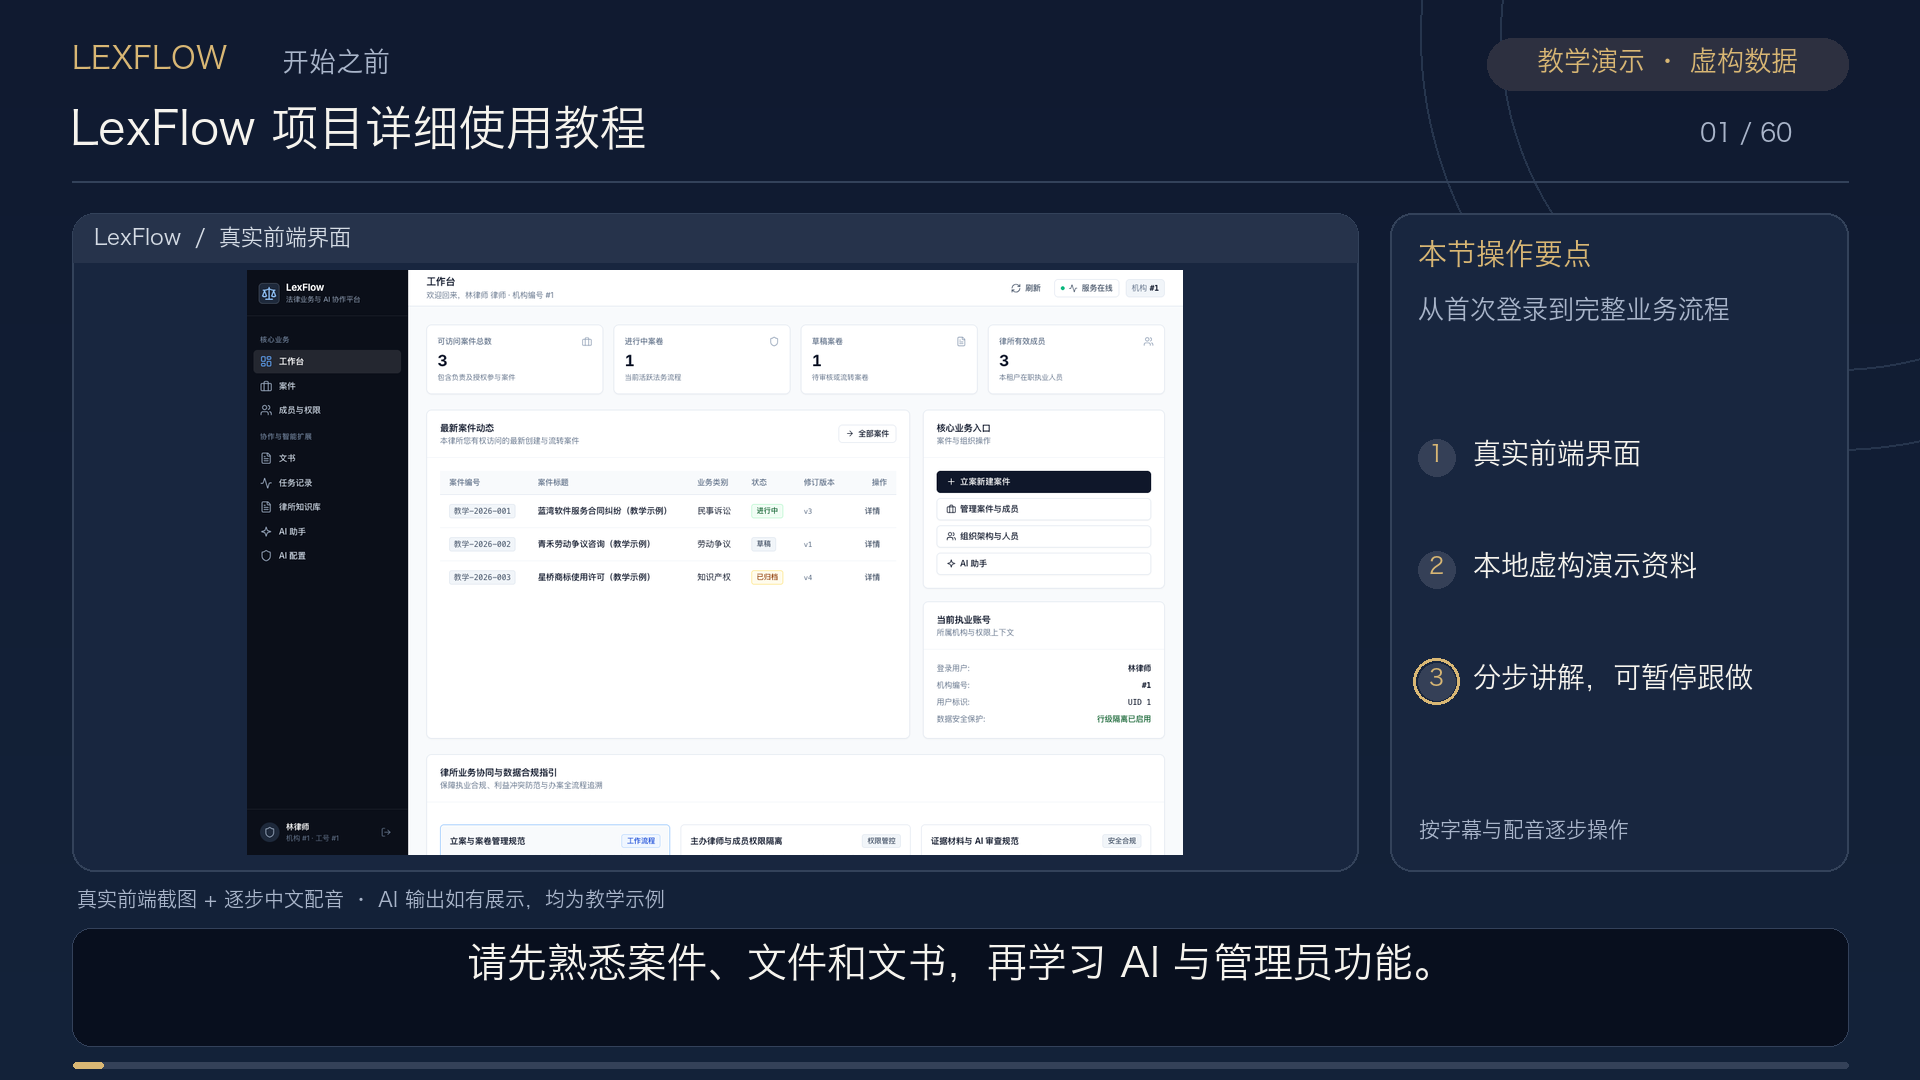 LEXFLOW 开始之前
教学演示 · 虚构数据
LexFlow 项目详细使用教程
01 / 60
LexFlow / 真实前端界面
LexFlow
法律业务与 AI 协作平台
核心业务
工作台
案件
成员与权限
协作与智能扩展
文书
任务记录
律所知识库
AI 助手
AI 配置
林律师
机构 #1 · 工号 #1
工作台
欢迎回来，林律师 律师 · 机构编号 #1
刷新
服务在线
机构 #1
可访问案件总数
3
包含负责及授权参与案件
进行中案卷
1
当前活跃法务流程
草稿案卷
1
待审核或流转案卷
律所有效成员
3
本租户在职执业人员
最新案件动态
本律所您有权访问的最新创建与流转案件
全部案件
案件编号 案件标题 业务类别 状态 修订版本 操作
教学-2026-001 蓝湾软件服务合同纠纷（教学示例） 民事诉讼 进行中 v3 详情
教学-2026-002 青禾劳动争议咨询（教学示例） 劳动争议 草稿 v1 详情
教学-2026-003 星桥商标使用许可（教学示例） 知识产权 已归档 v4 详情
核心业务入口
案件与组织操作
立案新建案件
管理案件与成员
组织架构与人员
AI 助手
当前执业账号
所属机构与权限上下文
登录用户: 林律师
机构编号: #1
用户标识: UID 1
数据安全保护: 行级隔离已启用
律所业务协同与数据合规指引
保障执业合规、利益冲突防范与办案全流程追溯
立案与案卷管理规范 工作流程
主办律师与成员权限隔离 权限管控
证据材料与 AI 审查规范 安全合规
本节操作要点
从首次登录到完整业务流程
1 真实前端界面
2 本地虚构演示资料
3 分步讲解，可暂停跟做
按字幕与配音逐步操作
真实前端截图 + 逐步中文配音 · AI 输出如有展示，均为教学示例
请先熟悉案件、文件和文书，再学习 AI 与管理员功能。